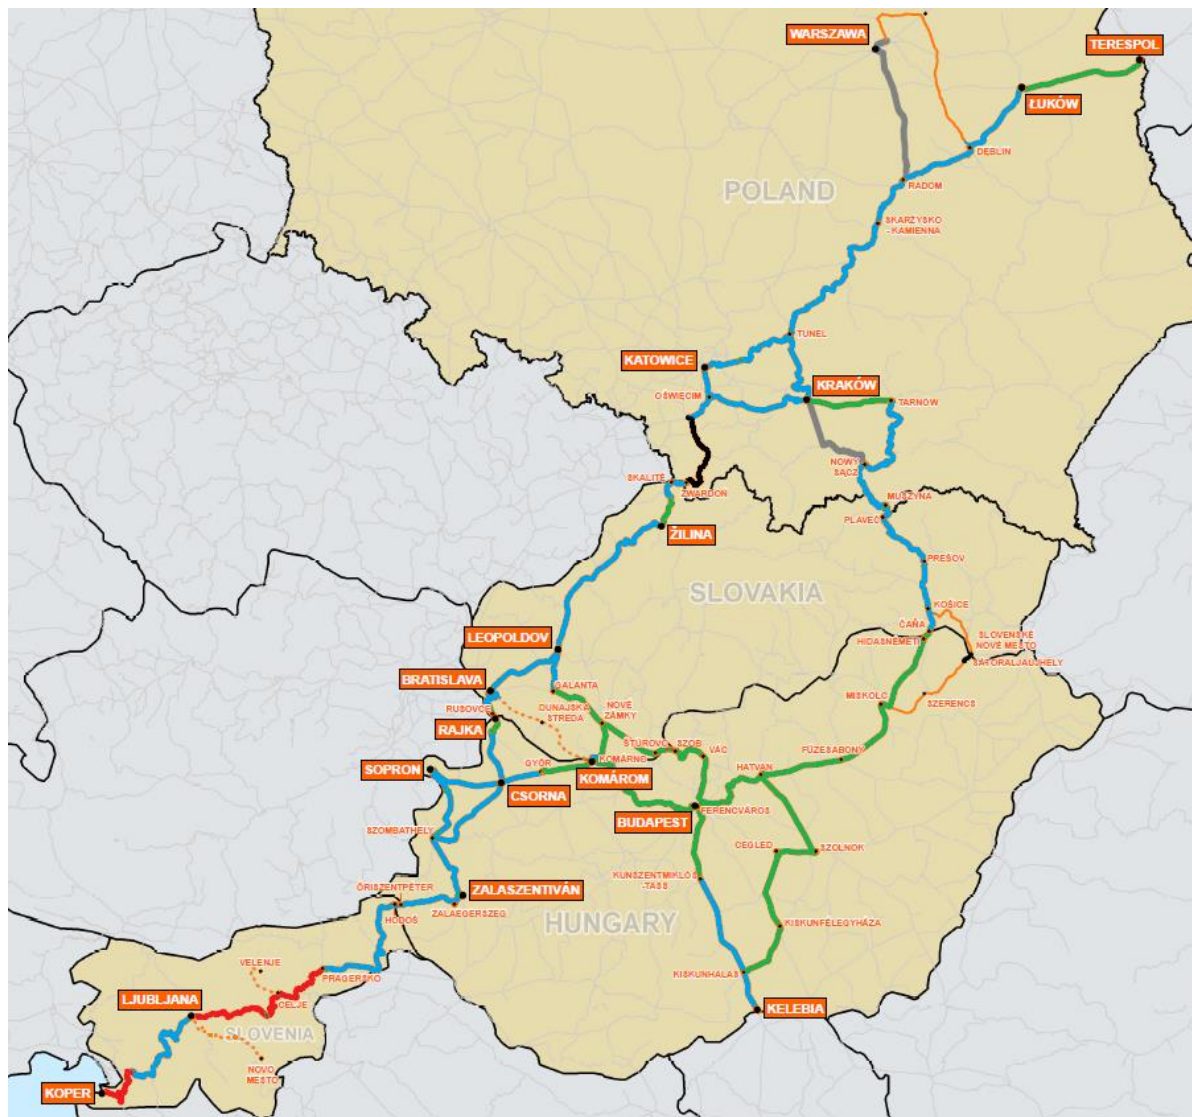 WARSZAWA
TERESPOL
ŁUKÓW
DĘBLIN
POLAND
RADOM
SKARŻYSKO
- KAMIENNA
TUNEL
KATOWICE
KRAKÓW
OŚWIĘCIM
TARNÓW
NOWY
SĄCZ
SKALITÉ
ZWARDOŃ
MUSZYNA
PLAVEČ
ŽILINA
PREŠOV
SLOVAKIA
KOŠICE
ČAŇA
HIDASNÉMETI
SLOVENSKÉ
NOVÉ MESTO
SÁTORALJAÚJHELY
LEOPOLDOV
BRATISLAVA
GALANTA
MISKOLC
SZERENCS
RUSOVCE
DUNAJSKÁ
STREDA
NOVÉ
ZÁMKY
RAJKA
ŠTÚROVO
SZOB
VÁC
FÜZESABONY
SOPRON
GYŐR
KOMÁRNO
KOMÁROM
HATVAN
CSORNA
BUDAPEST
FERENCVÁROS
SZOMBATHELY
CEGLÉD
SZOLNOK
KUNSZENTMIKLÓS
-TASS
ŐRISZENTPÉTER
ZALASZENTIVÁN
HODOŠ
ZALAEGERSZEG
HUNGARY
KISKUNFÉLEGYHÁZA
VELENJE
PRAGERSKO
KISKUNHALAS
LJUBLJANA
CELJE
KELEBIA
SLOVENIA
NOVO
MESTO
KOPER